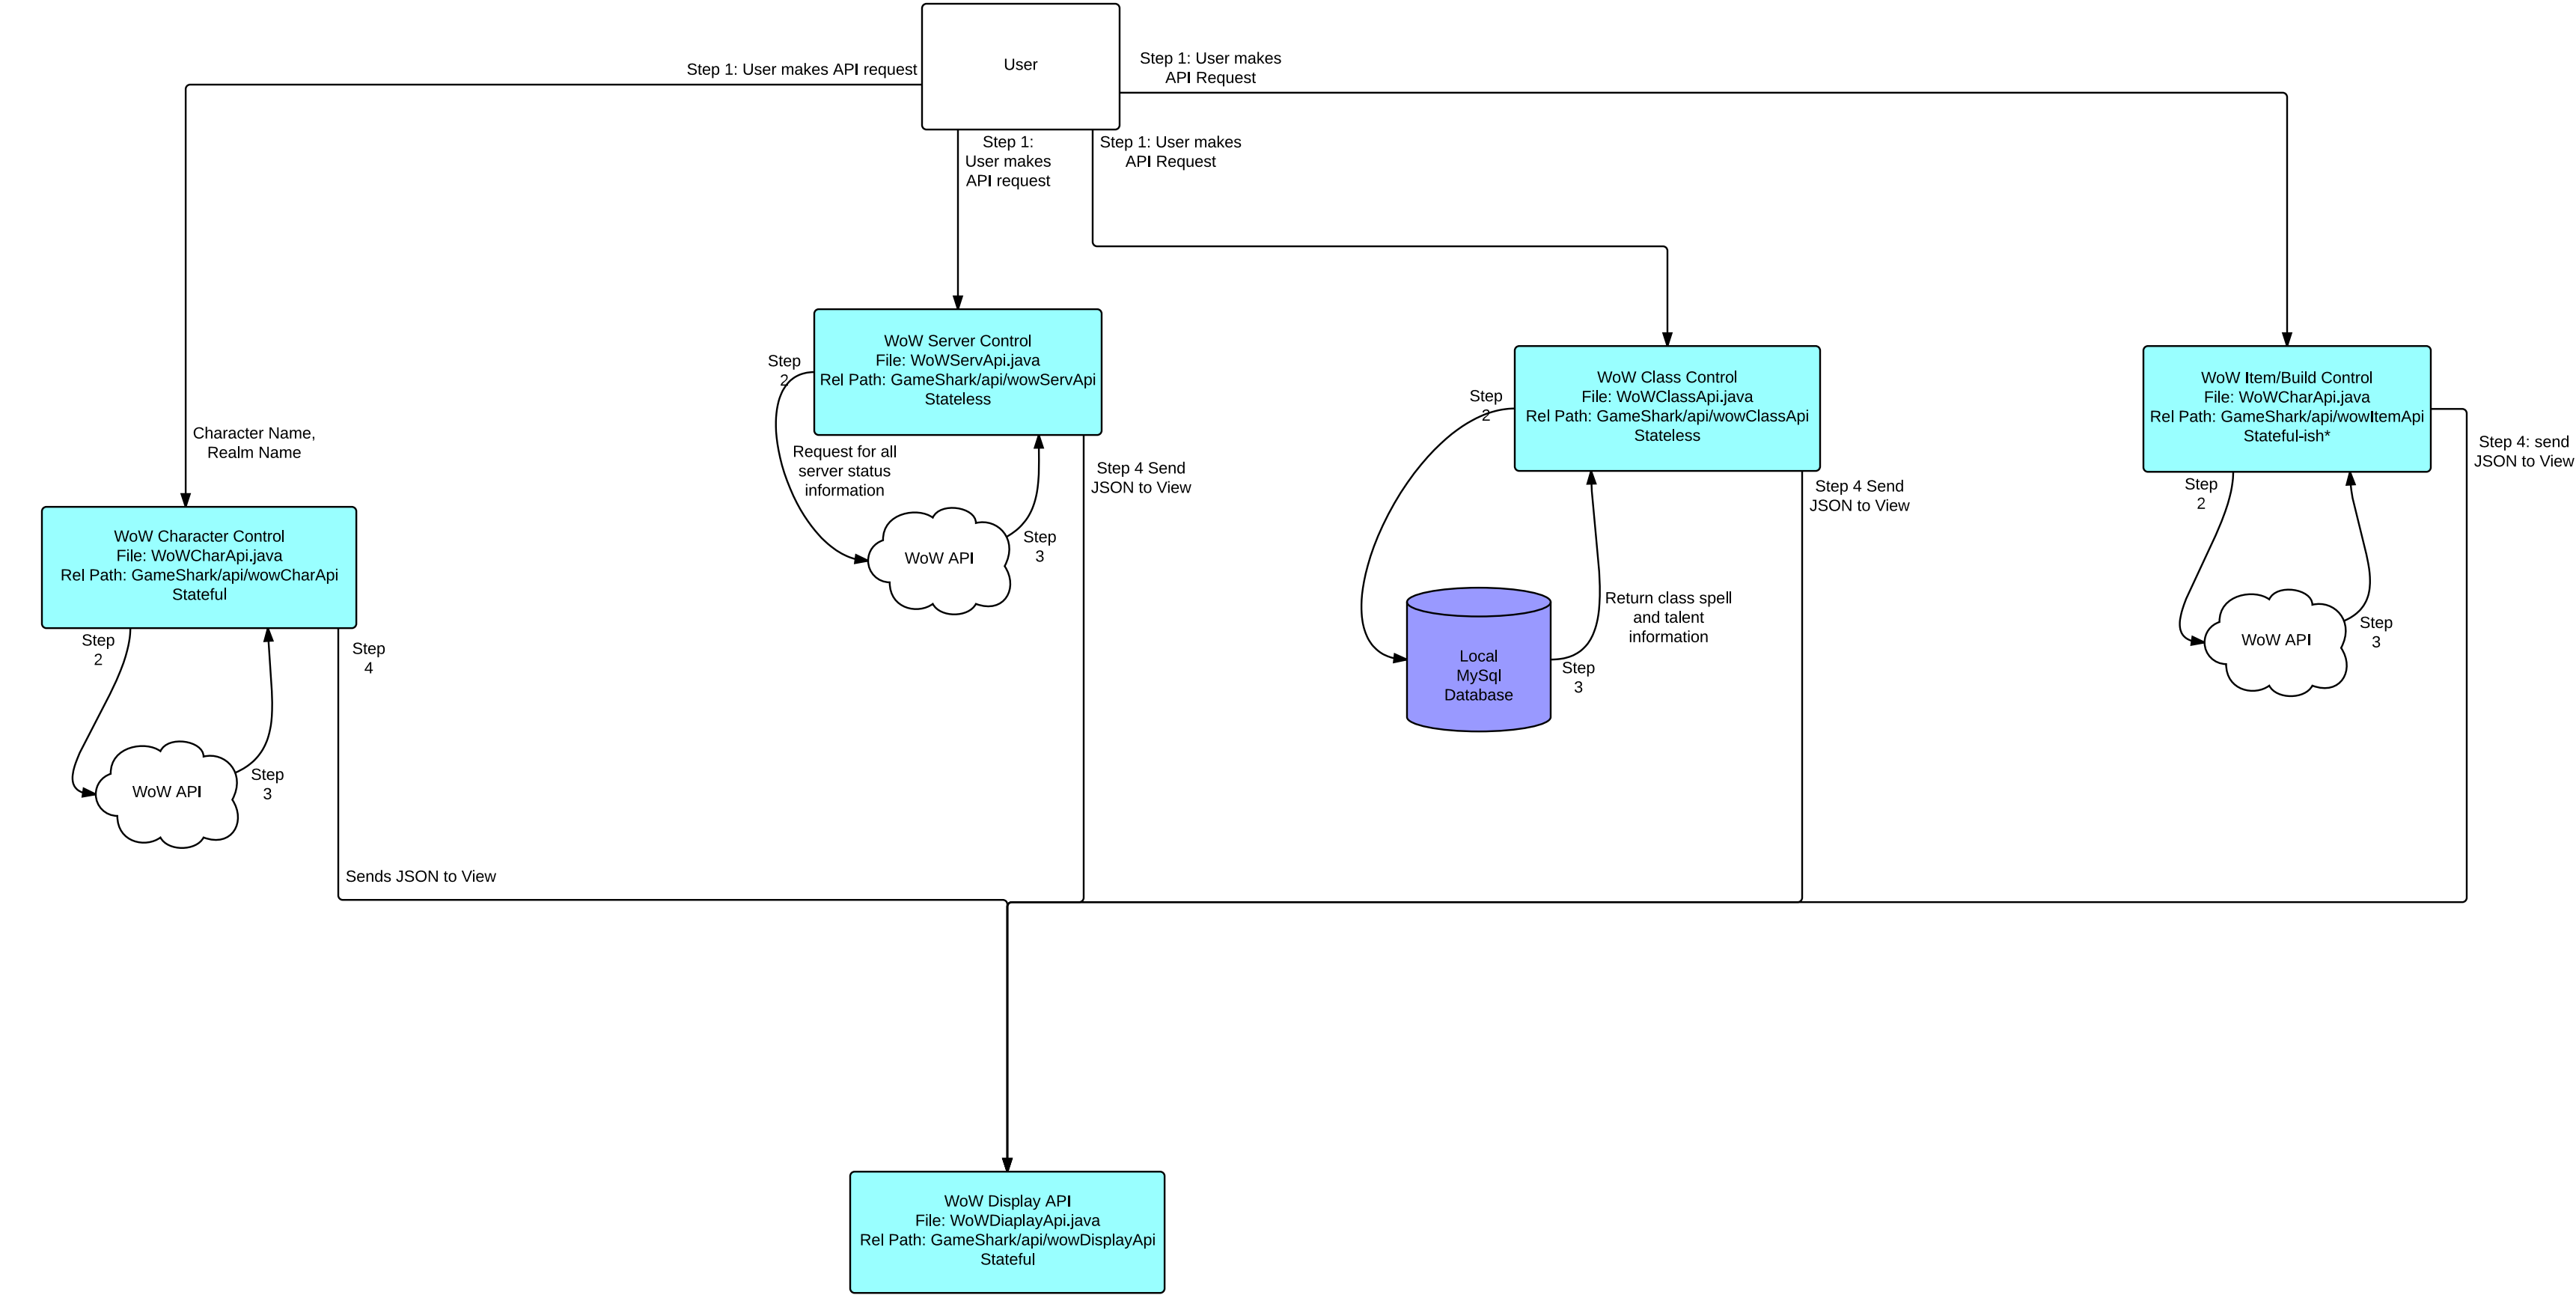 User
Step 1: User makes API request
Step 1: User makes
API Request
Step 1:
User makes
API request
Step 1: User makes
API Request
Character Name,
Realm Name
WoW Character Control
File: WoWCharApi.java
Rel Path: GameShark/api/wowCharApi
Stateful
Step
2
WoW API
Step
3
Step
4
Sends JSON to View
WoW Server Control
File: WoWServApi.java
Rel Path: GameShark/api/wowServApi
Stateless
Step
2
Request for all
server status
information
WoW API
Step
3
Step 4 Send
JSON to View
WoW Class Control
File: WoWClassApi.java
Rel Path: GameShark/api/wowClassApi
Stateless
Step
2
Local
MySql
Database
Step
3
Return class spell
and talent
information
Step 4 Send
JSON to View
WoW Item/Build Control
File: WoWCharApi.java
Rel Path: GameShark/api/wowItemApi
Stateful-ish*
Step
2
WoW API
Step
3
Step 4: send
JSON to View
WoW Display API
File: WoWDiaplayApi.java
Rel Path: GameShark/api/wowDisplayApi
Stateful